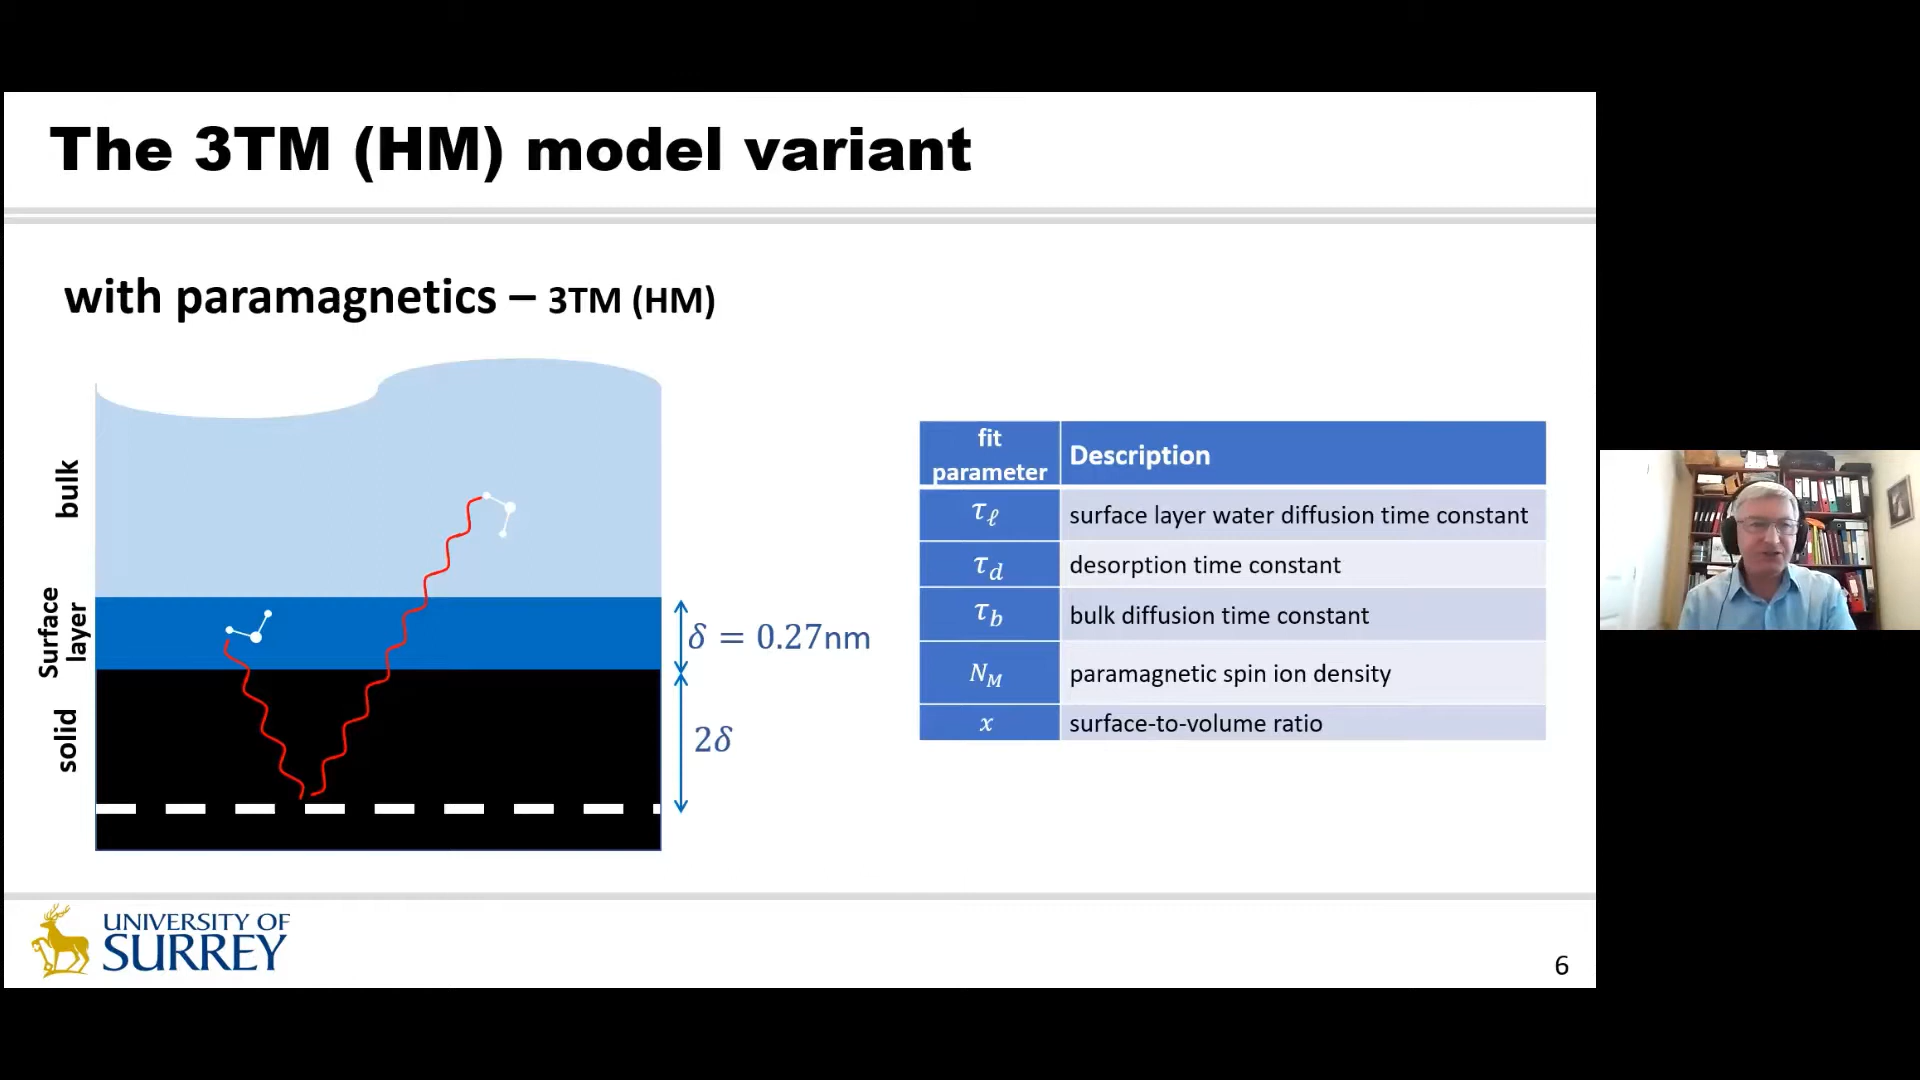 The 3TM (HM) model variant
with paramagnetics – 3TM (HM)
bulk
Surface
layer
solid
δ = 0.27nm
2δ
fit
parameter
Description
τℓ
surface layer water diffusion time constant
τd
desorption time constant
τb
bulk diffusion time constant
NM
paramagnetic spin ion density
x
surface-to-volume ratio
UNIVERSITY OF
SURREY
6